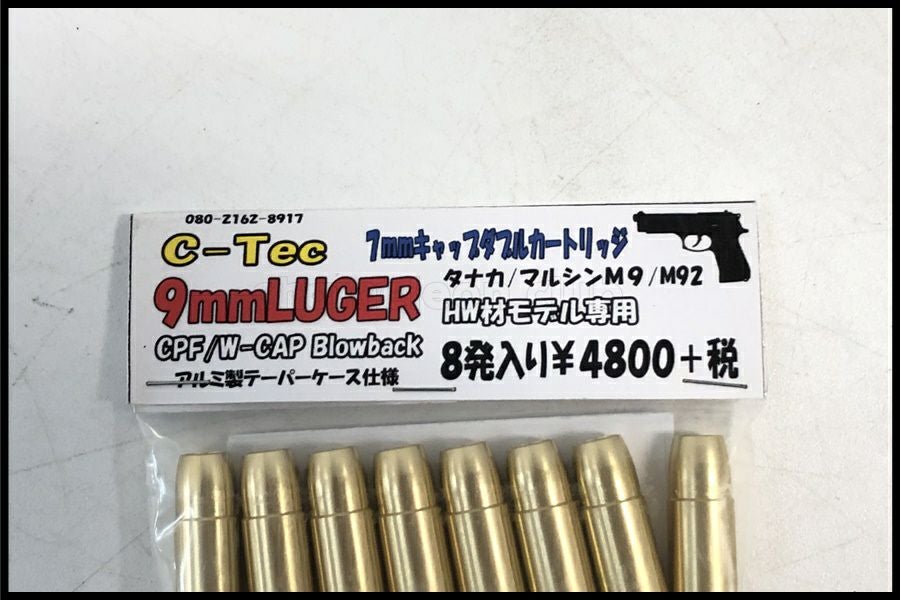 080-2162-8917
C-Tec
7mmキャップダブルカートリッジ
9mmLUGER
タナカ/マルシンM9/M92
HW材モデル専用
CPF/W-CAP Blowback
8発入り¥4800+税
アルミ製テーパーケース仕様